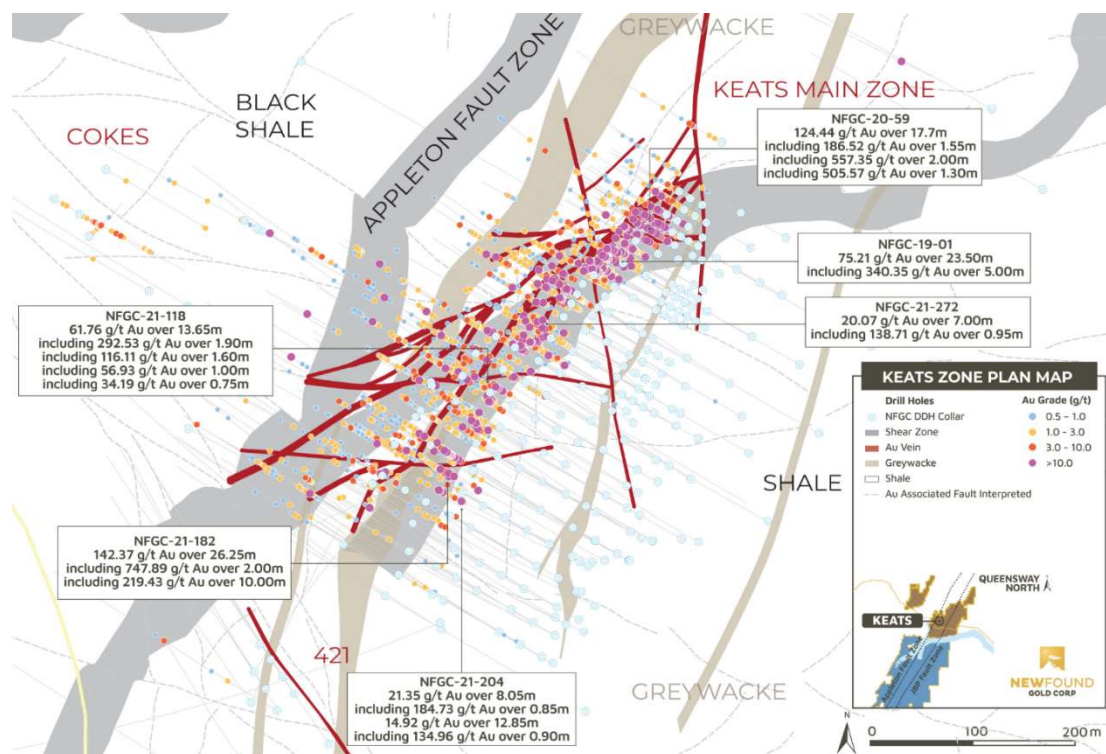 GREYWACKE
KEATS MAIN ZONE
BLACK
SHALE
COKES
APPLETON FAULT ZONE
NFGC-20-59
124.44 g/t Au over 17.7m
including 186.52 g/t Au over 1.55m
including 557.35 g/t over 2.00m
including 505.57 g/t Au over 1.30m
NFGC-19-01
75.21 g/t Au over 23.50m
including 340.35 g/t Au over 5.00m
NFGC-21-272
20.07 g/t Au over 7.00m
including 138.71 g/t Au over 0.95m
NFGC-21-118
61.76 g/t Au over 13.65m
including 292.53 g/t Au over 1.90m
including 116.11 g/t Au over 1.60m
including 56.93 g/t Au over 1.00m
including 34.19 g/t Au over 0.75m
SHALE
NFGC-21-182
142.37 g/t Au over 26.25m
including 747.89 g/t Au over 2.00m
including 219.43 g/t Au over 10.00m
421
NFGC-21-204
21.35 g/t Au over 8.05m
including 184.73 g/t Au over 0.85m
14.92 g/t Au over 12.85m
including 134.96 g/t Au over 0.90m
GREYWACKE
KEATS ZONE PLAN MAP
Drill Holes
NFGC DDH Collar
Shear Zone
Au Vein
Greywacke
Shale
Au Associated Fault Interpreted
Au Grade (g/t)
0.5 - 1.0
1.0 - 3.0
3.0 - 10.0
>10.0
QUEENSWAY
NORTH
KEATS
Appleton Fault Zone
JBP Fault Zone
NEWFOUND
GOLD CORP
N
0 100 200 m